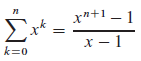 n
∑ x^k = (x^{n+1} − 1) / (x − 1)
k=0